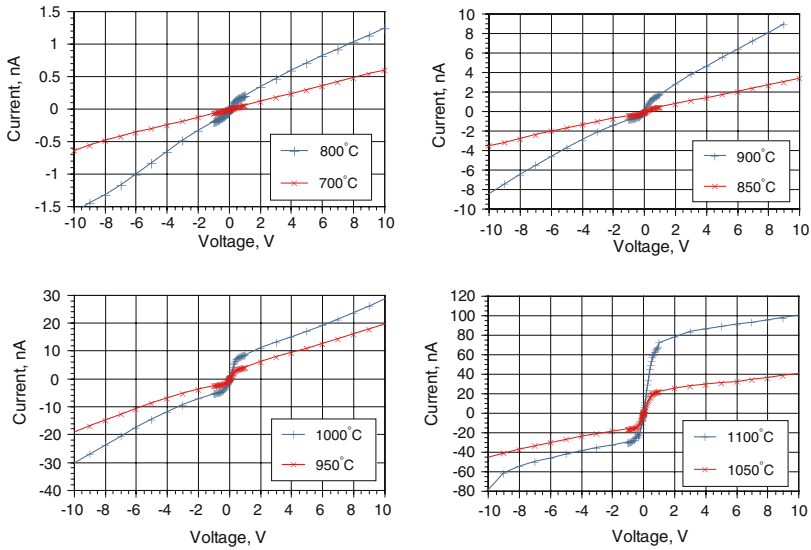 1.5
1
0.5
0
-0.5
-1
-1.5
Current, nA
-10 -8 -6 -4 -2 0 2 4 6 8 10
Voltage, V
800°C
700°C
10
8
6
4
2
0
-2
-4
-6
-8
-10
Current, nA
-10 -8 -6 -4 -2 0 2 4 6 8 10
Voltage, V
900°C
850°C
30
20
10
0
-10
-20
-30
-40
Current, nA
-10 -8 -6 -4 -2 0 2 4 6 8 10
Voltage, V
1000°C
950°C
120
100
80
60
40
20
0
-20
-40
-60
-80
Current, nA
-10 -8 -6 -4 -2 0 2 4 6 8 10
Voltage, V
1100°C
1050°C